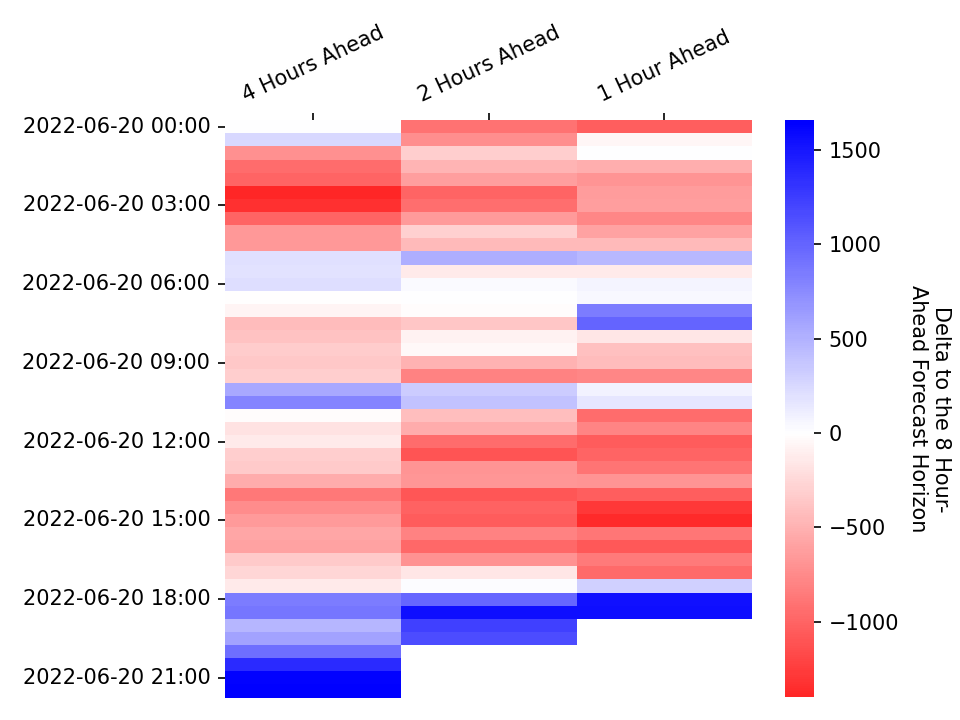 4 Hours Ahead
2 Hours Ahead
1 Hour Ahead
2022-06-20 00:00
2022-06-20 03:00
2022-06-20 06:00
2022-06-20 09:00
2022-06-20 12:00
2022-06-20 15:00
2022-06-20 18:00
2022-06-20 21:00
1500
1000
500
0
−500
−1000
Delta to the 8 Hour-
Ahead Forecast Horizon